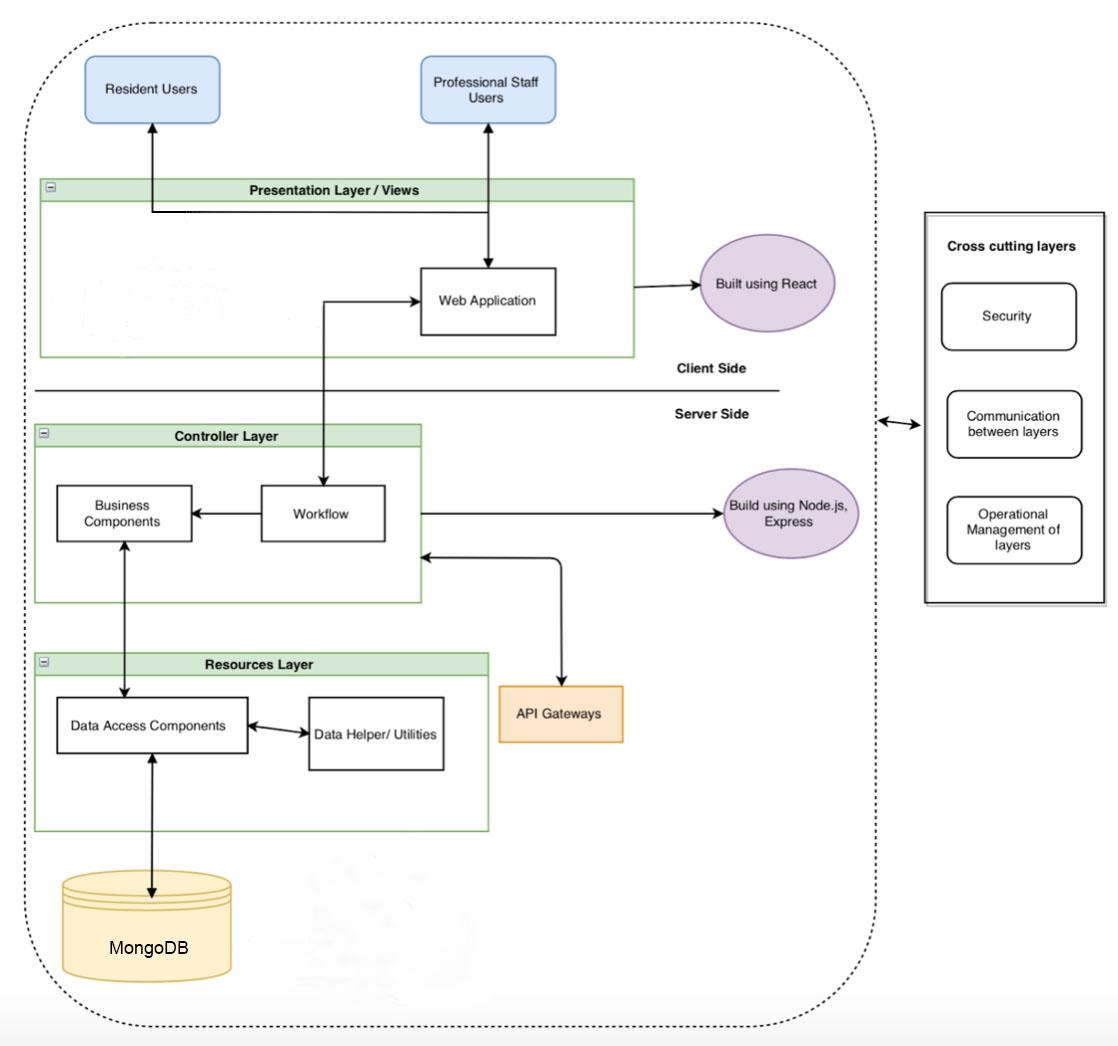 Resident Users
Professional Staff
Users
Presentation Layer / Views
Web Application
Built using React
Client Side
Server Side
Controller Layer
Business
Components
Workflow
Build using Node.js,
Express
Resources Layer
Data Access Components
Data Helper/ Utilities
API Gateways
MongoDB
Cross cutting layers
Security
Communication
between layers
Operational
Management of
layers